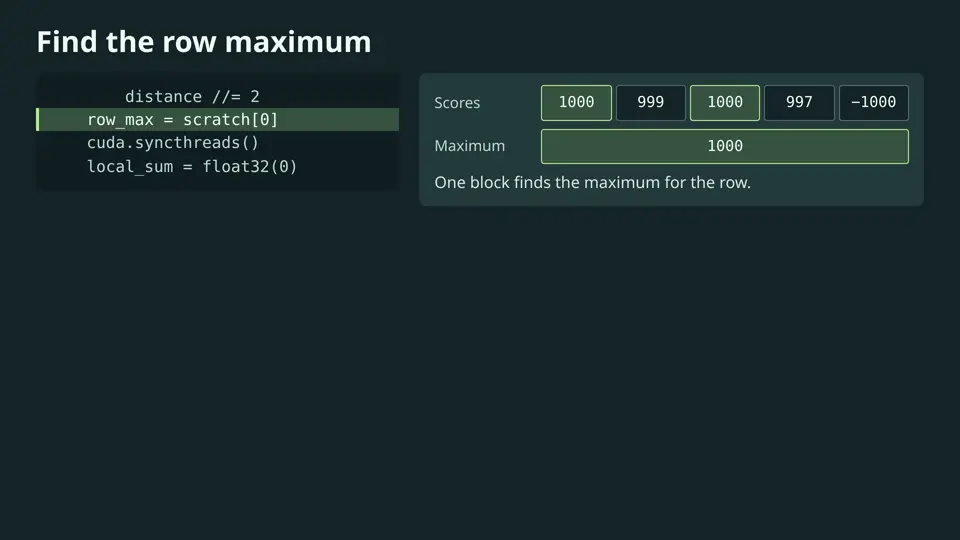 Find the row maximum
distance //= 2
row_max = scratch[0]
cuda.syncthreads()
local_sum = float32(0)
Scores 1000 999 1000 997 −1000
Maximum 1000
One block finds the maximum for the row.